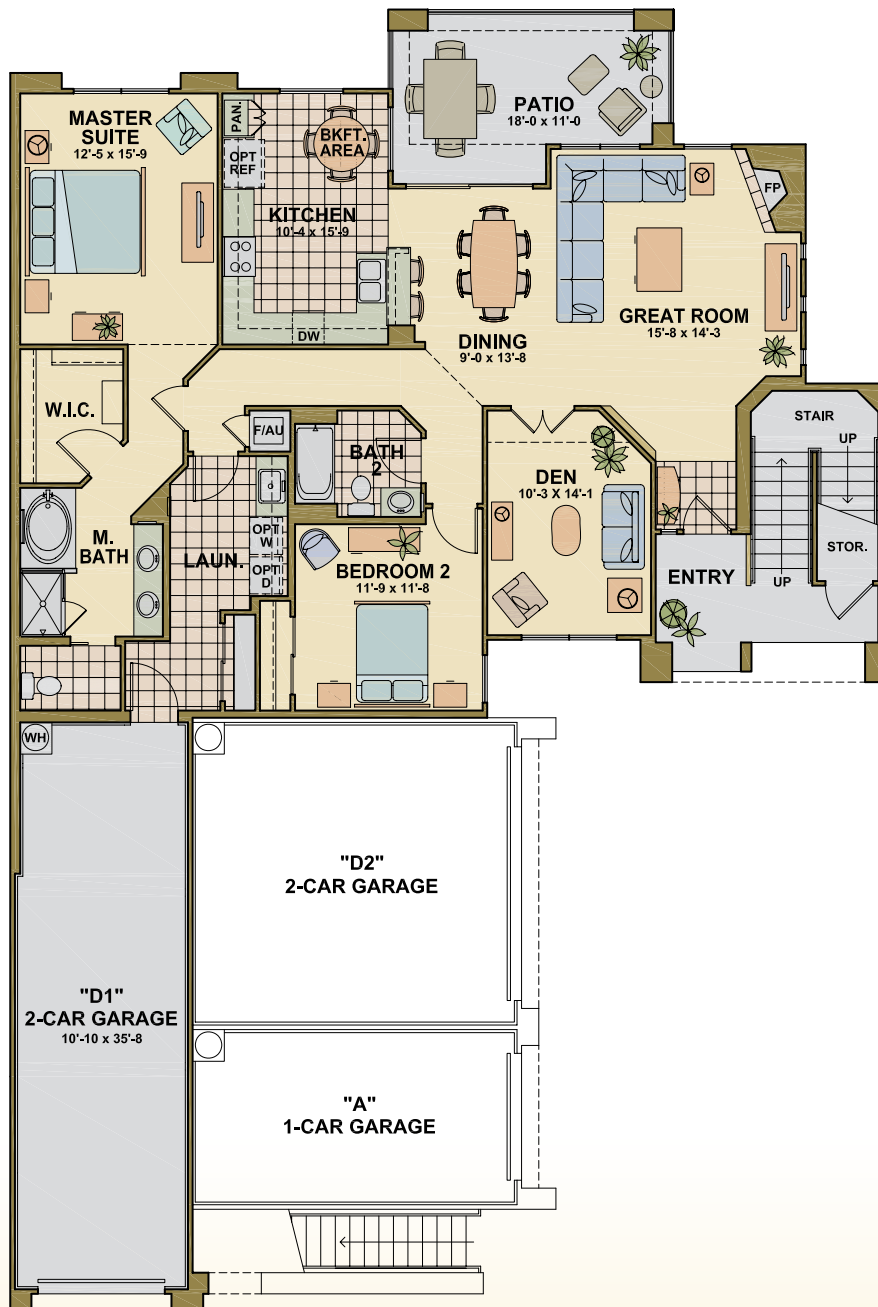 PATIO
18'-0 x 11'-0
MASTER
SUITE
12'-5 x 15'-9
PAN.
BKFT.
AREA
OPT
REF
KITCHEN
10'-4 x 15'-9
DW
FP
DINING
9'-0 x 13'-8
GREAT ROOM
15'-8 x 14'-3
W.I.C.
F/AU
BATH
2
DEN
10'-3 X 14'-1
STAIR
UP
STOR.
UP
ENTRY
M.
BATH
LAUN.
OPT
W
OPT
D
BEDROOM 2
11'-9 x 11'-8
WH
"D2"
2-CAR GARAGE
"D1"
2-CAR GARAGE
10'-10 x 35'-8
"A"
1-CAR GARAGE